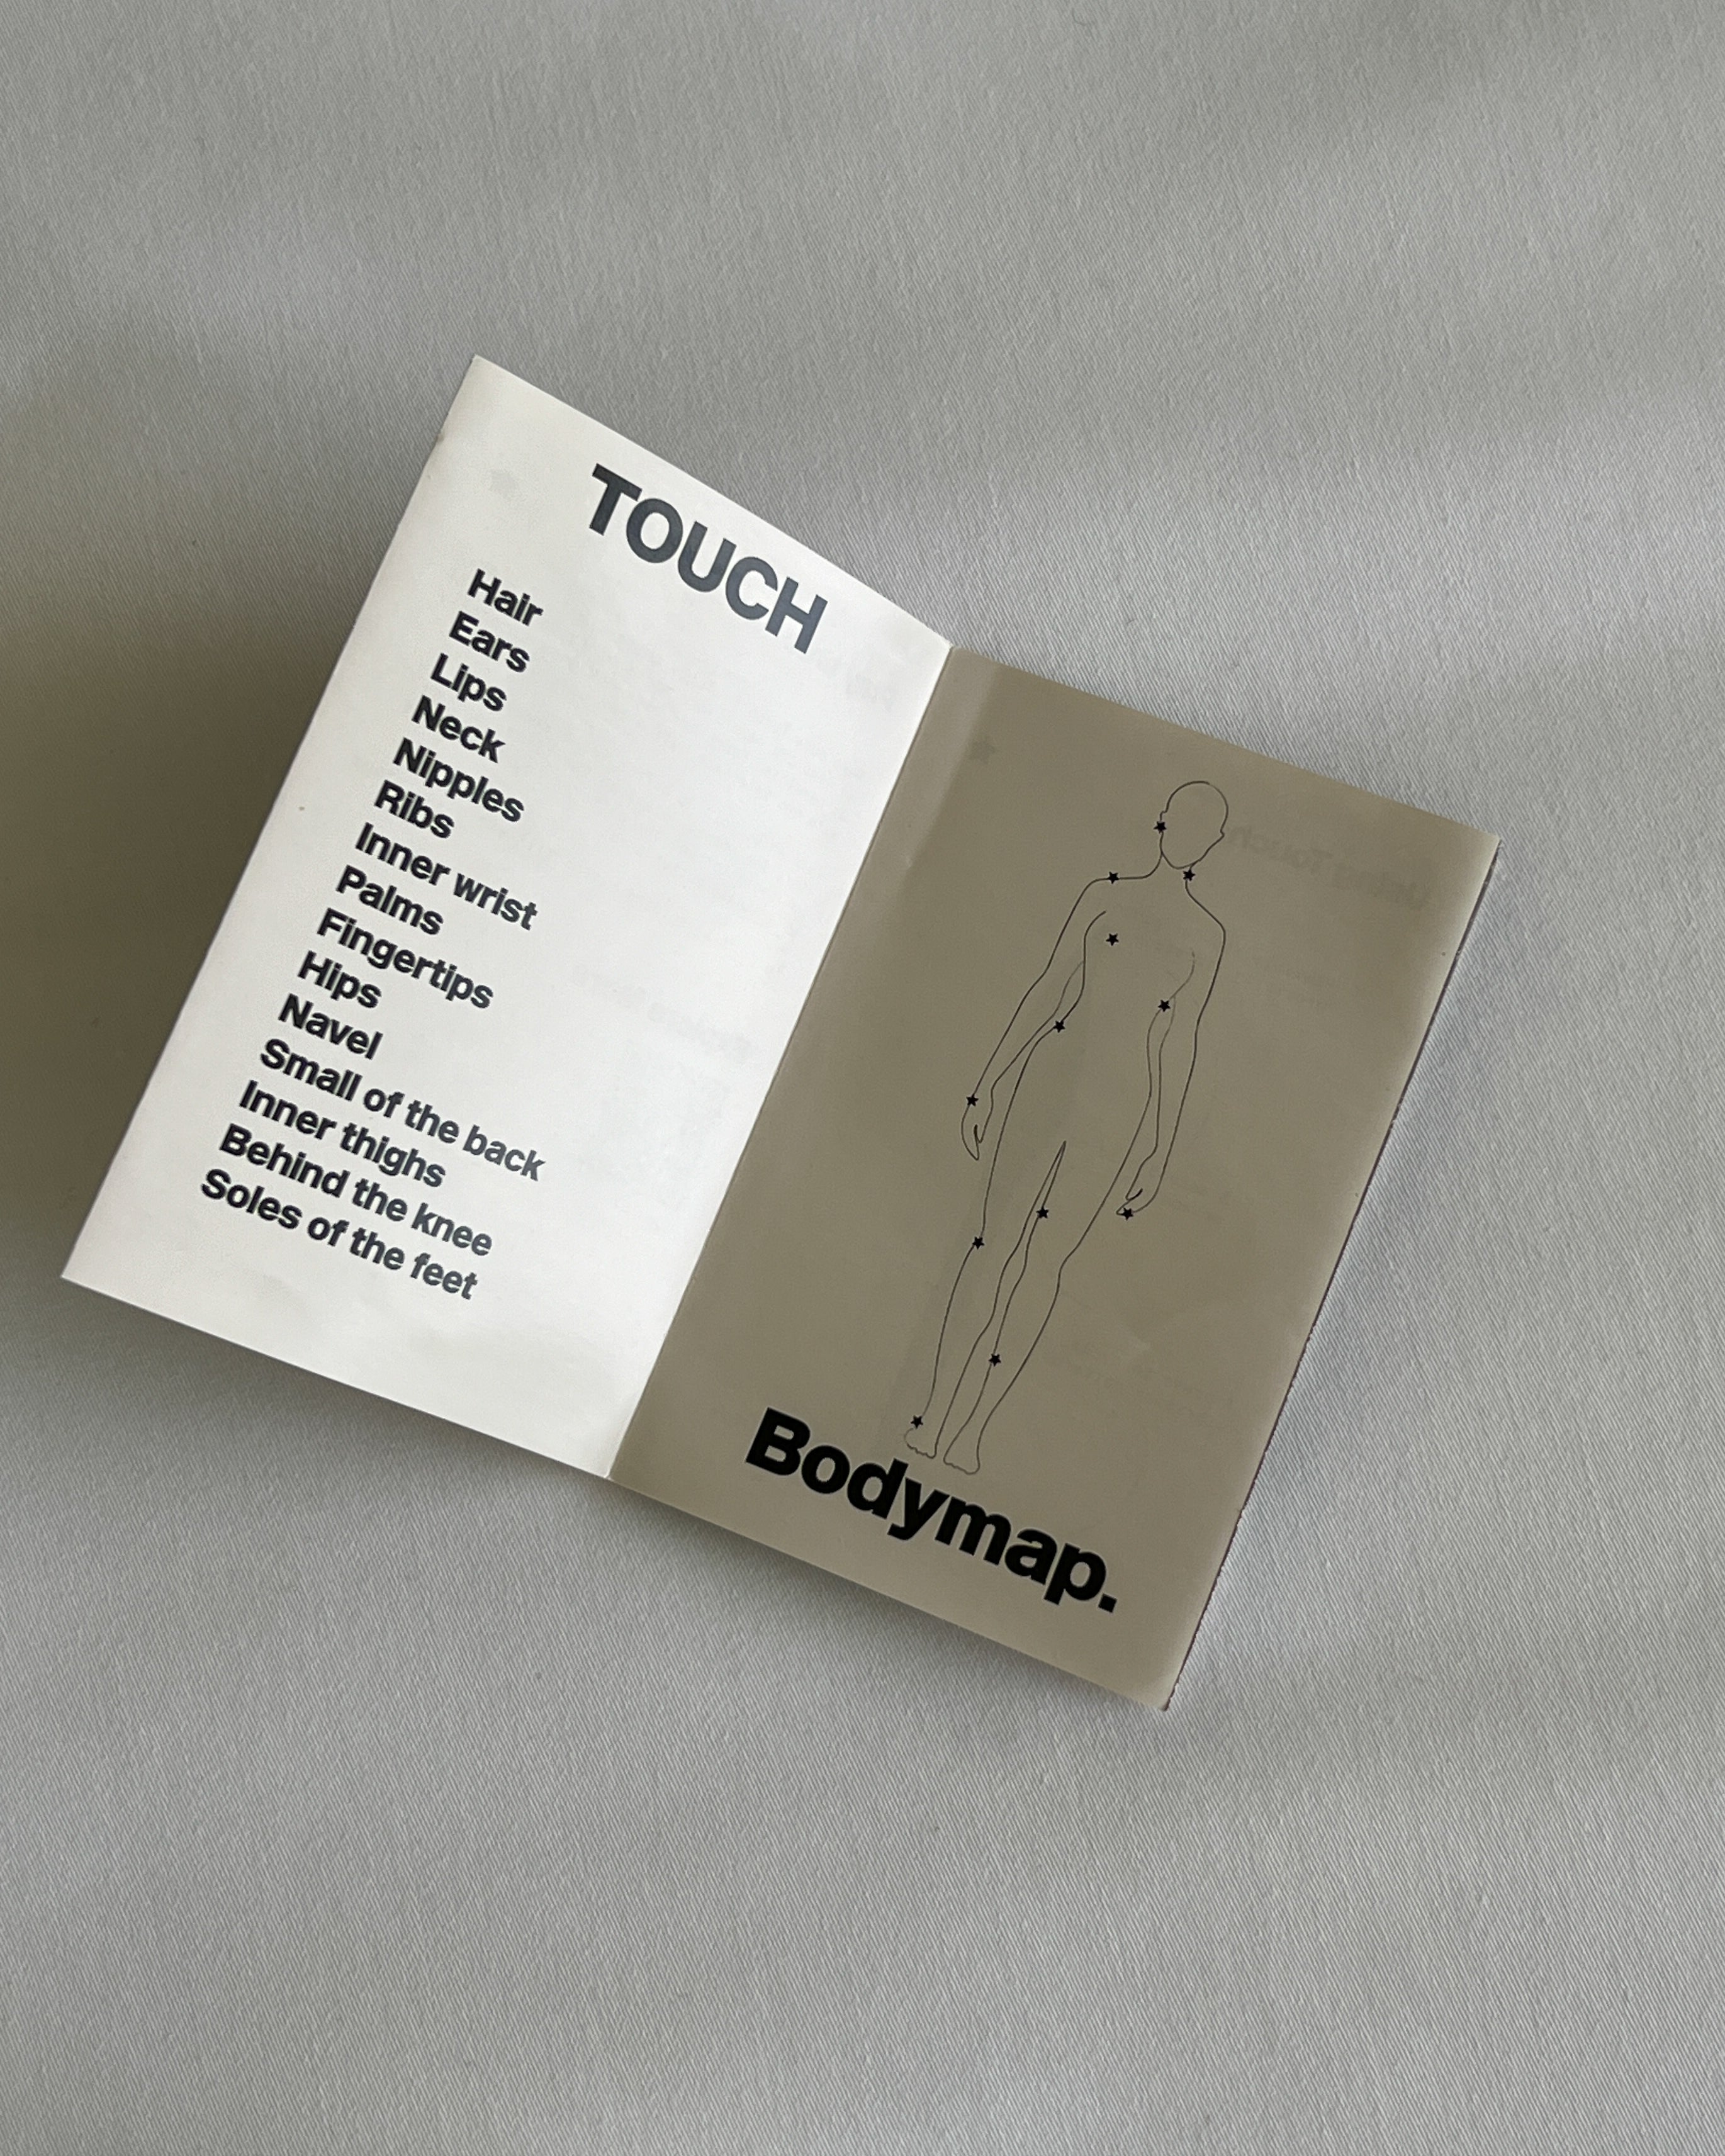 TOUCH
Hair
Ears
Lips
Neck
Nipples
Ribs
Inner wrist
Palms
Fingertips
Hips
Navel
Small of the back
Inner thighs
Behind the knee
Soles of the feet
Bodymap.